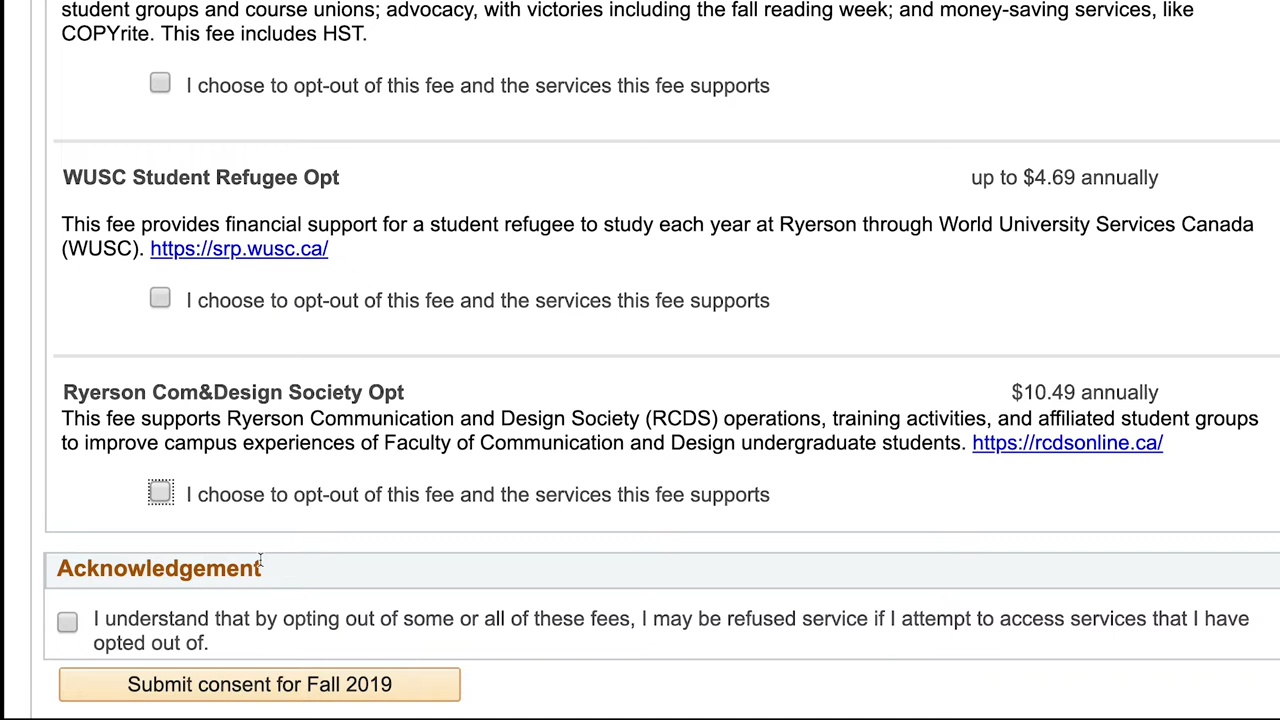 student groups and course unions; advocacy, with victories including the fall reading week; and money-saving services, like
COPYrite. This fee includes HST.
I choose to opt-out of this fee and the services this fee supports
WUSC Student Refugee Opt up to $4.69 annually
This fee provides financial support for a student refugee to study each year at Ryerson through World University Services Canada
(WUSC). https://srp.wusc.ca/
I choose to opt-out of this fee and the services this fee supports
Ryerson Com&Design Society Opt $10.49 annually
This fee supports Ryerson Communication and Design Society (RCDS) operations, training activities, and affiliated student groups
to improve campus experiences of Faculty of Communication and Design undergraduate students. https://rcdsonline.ca/
I choose to opt-out of this fee and the services this fee supports
Acknowledgement
I understand that by opting out of some or all of these fees, I may be refused service if I attempt to access services that I have
opted out of.
Submit consent for Fall 2019